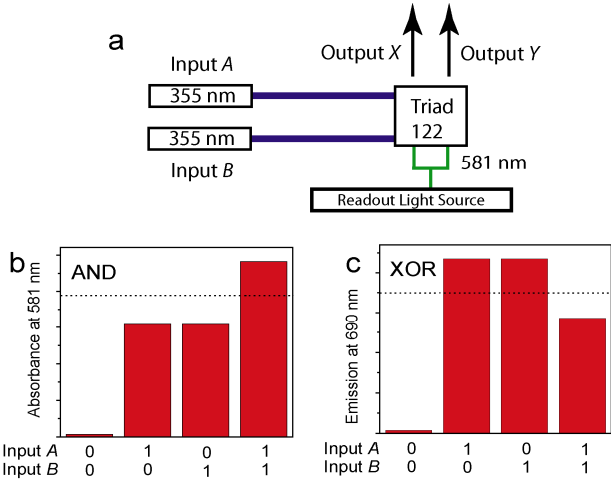 a
Output X
Output Y
Input A
355 nm
Triad
122
355 nm
Input B
581 nm
Readout Light Source
b
AND
Absorbance at 581 nm
Input A 0 1 0 1
Input B 0 0 1 1
c
XOR
Emission at 690 nm
Input A 0 1 0 1
Input B 0 0 1 1